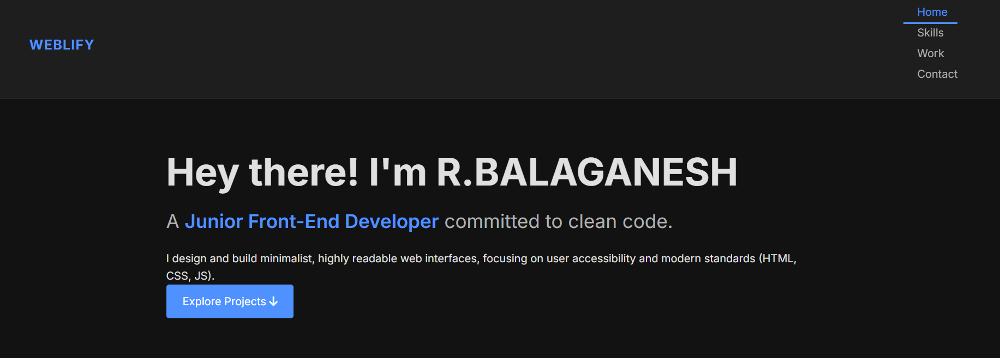 WEBLIFY
Home
Skills
Work
Contact
Hey there! I'm R.BALAGANESH
A Junior Front-End Developer committed to clean code.
I design and build minimalist, highly readable web interfaces, focusing on user accessibility and modern standards (HTML,
CSS, JS).
Explore Projects